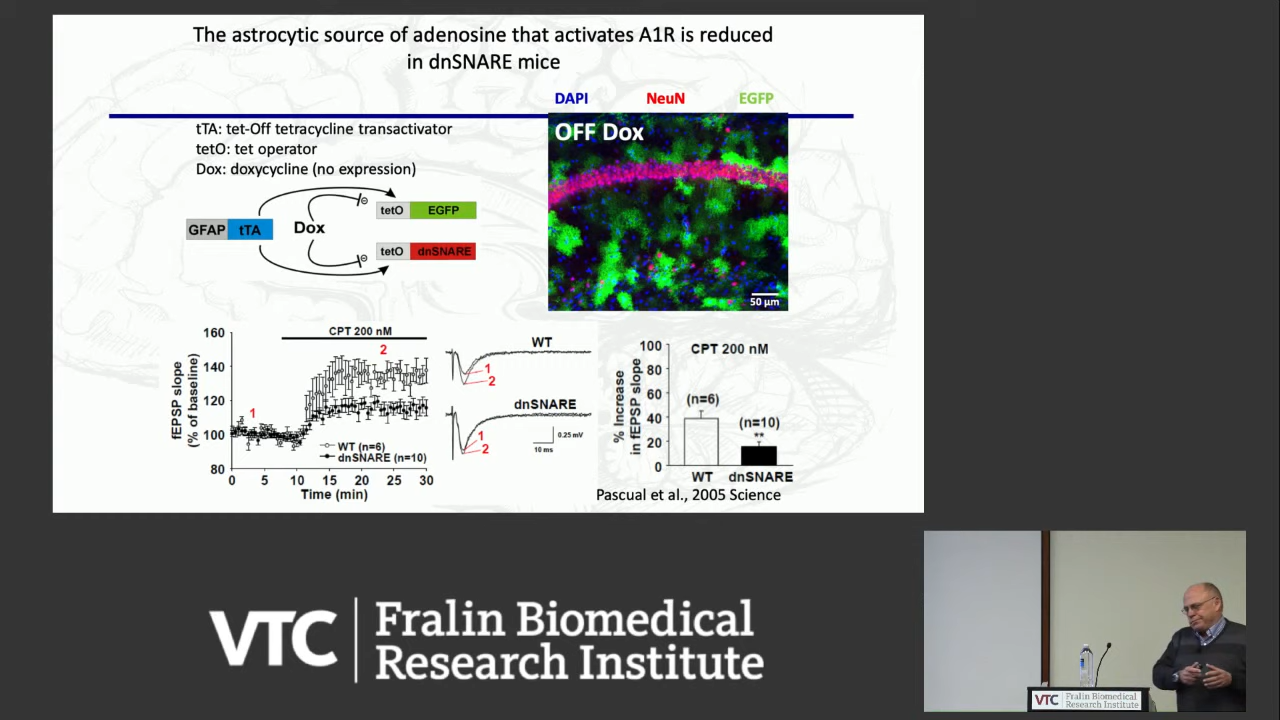 The astrocytic source of adenosine that activates A1R is reduced
in dnSNARE mice
DAPI NeuN EGFP
tTA: tet-Off tetracycline transactivator
tetO: tet operator
Dox: doxycycline (no expression)
OFF Dox
50 µm
tetO EGFP
GFAP tTA Dox
tetO dnSNARE
CPT 200 nM
160
140
120
100
80
fEPSP slope
(% of baseline)
1
2
WT (n=6)
dnSNARE (n=10)
0 5 10 15 20 25 30
Time (min)
WT
1
2
dnSNARE
1
2
0.25 mV
10 ms
CPT 200 nM
100
80
60
40
20
0
% Increase
in fEPSP slope
(n=6)
(n=10)
**
WT dnSNARE
Pascual et al., 2005 Science
VTC Fralin Biomedical
Research Institute
VTC Fralin Biomedical
Research Institute